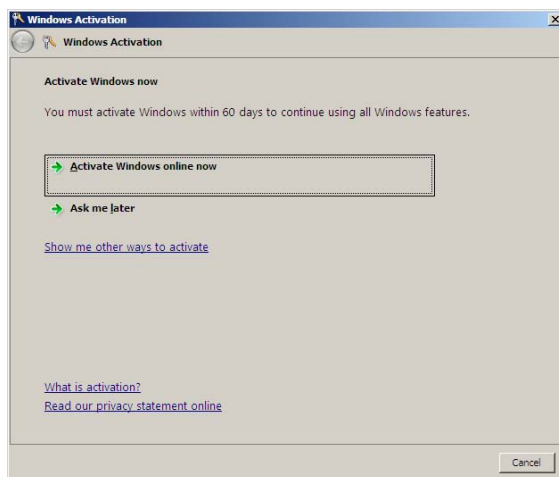 Windows Activation
Windows Activation
Activate Windows now
You must activate Windows within 60 days to continue using all Windows features.
Activate Windows online now
Ask me later
Show me other ways to activate
What is activation?
Read our privacy statement online
Cancel